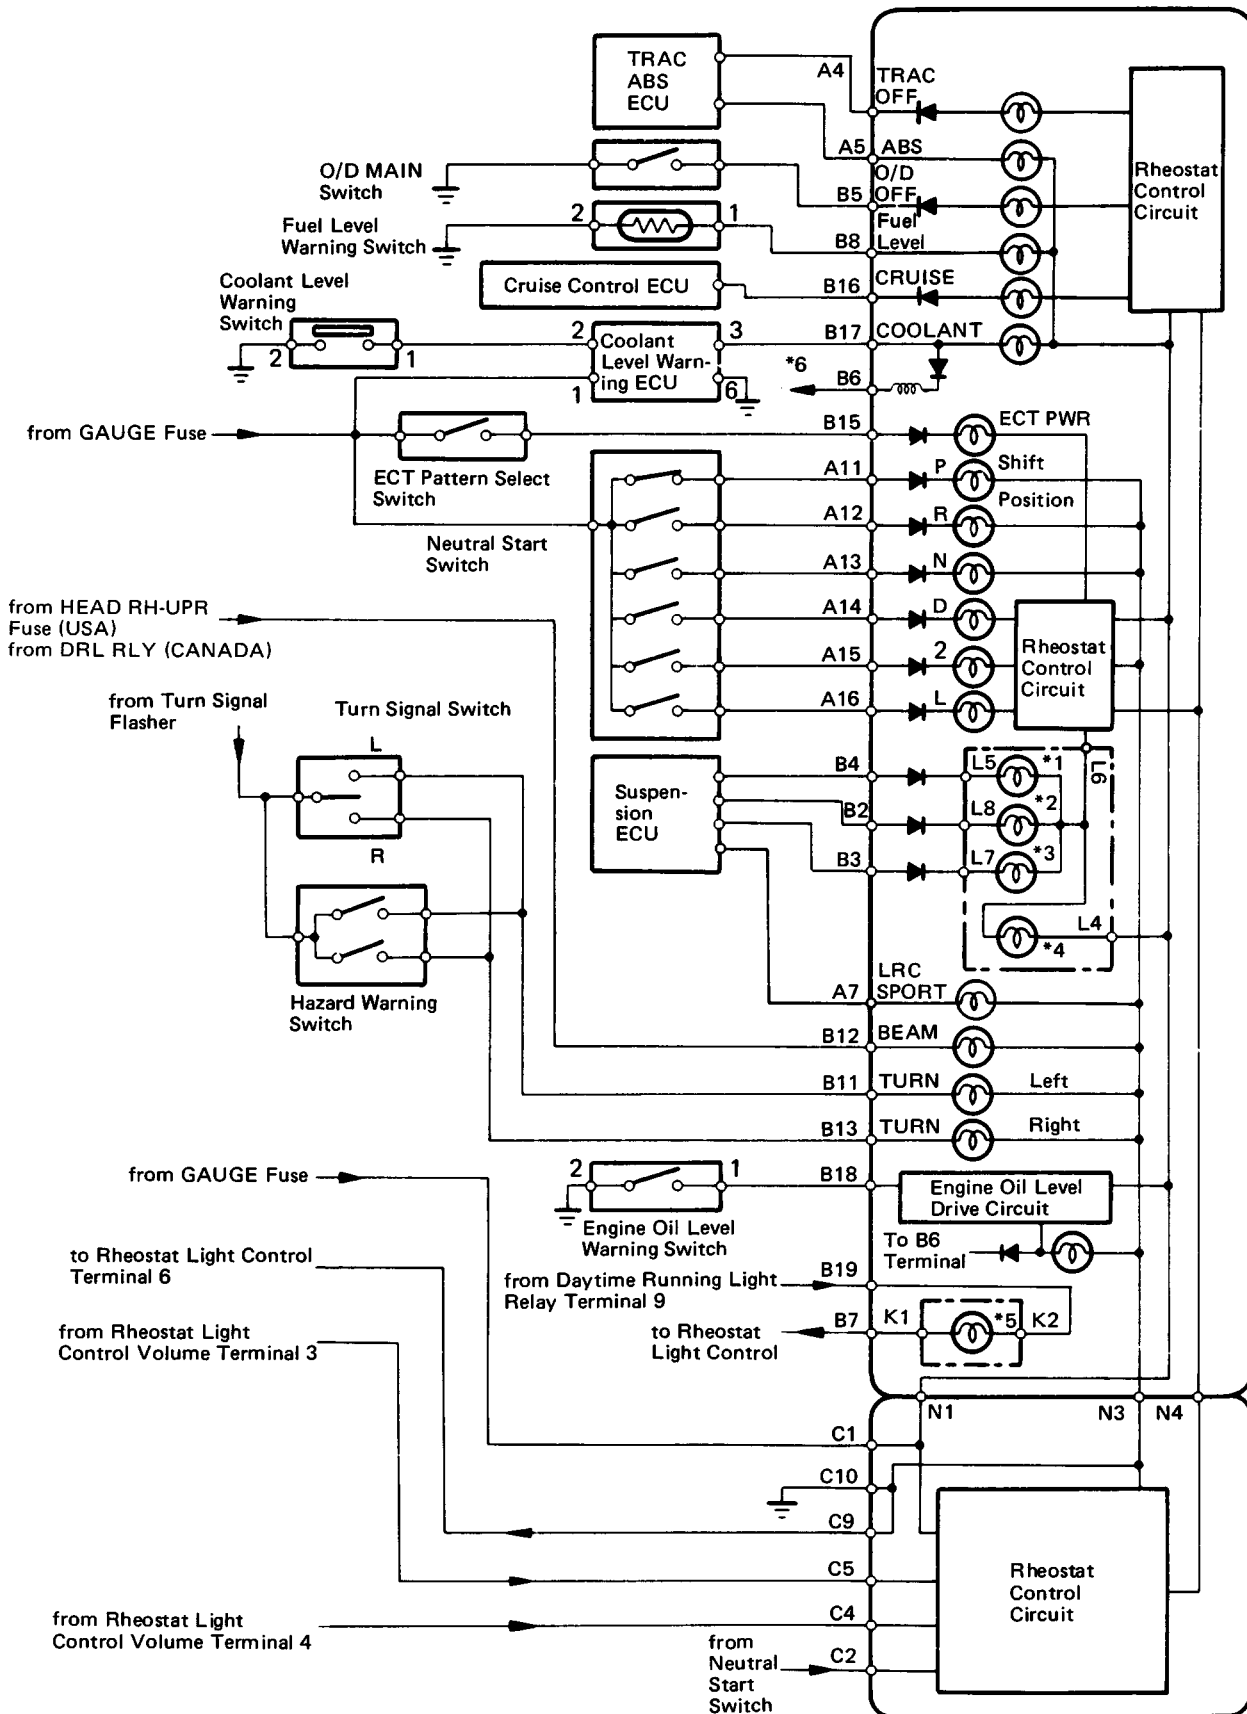 TRAC
ABS
ECU
A4
TRAC
OFF
A5
ABS
O/D MAIN
Switch
B5
O/D
OFF
Rheostat
Control
Circuit
Fuel Level
Warning Switch
2
1
B8
Fuel
Level
Cruise Control ECU
B16
CRUISE
Coolant Level
Warning
Switch
2
1
2
Coolant
Level Warn-
ing ECU
3
1
6
B17
COOLANT
*6
B6
from GAUGE Fuse
ECT Pattern Select
Switch
B15
ECT PWR
A11
P
Shift
Position
A12
R
Neutral Start
Switch
A13
N
from HEAD RH-UPR
Fuse (USA)
from DRL RLY (CANADA)
A14
D
A15
2
A16
L
Rheostat
Control
Circuit
from Turn Signal
Flasher
Turn Signal Switch
L
R
Suspen-
sion
ECU
B4
L5
*1
L6
B2
L8
*2
B3
L7
*3
*4
L4
Hazard Warning
Switch
A7
LRC
SPORT
B12
BEAM
B11
TURN
Left
B13
TURN
Right
from GAUGE Fuse
2
1
Engine Oil Level
Warning Switch
B18
Engine Oil Level
Drive Circuit
To B6
Terminal
to Rheostat Light Control
Terminal 6
from Daytime Running Light
Relay Terminal 9
B19
from Rheostat Light
Control Volume Terminal 3
to Rheostat
Light Control
B7
K1
*5
K2
N1
N3
N4
C1
C10
C9
C5
Rheostat
Control
Circuit
from Rheostat Light
Control Volume Terminal 4
C4
from
Neutral
Start
Switch
C2